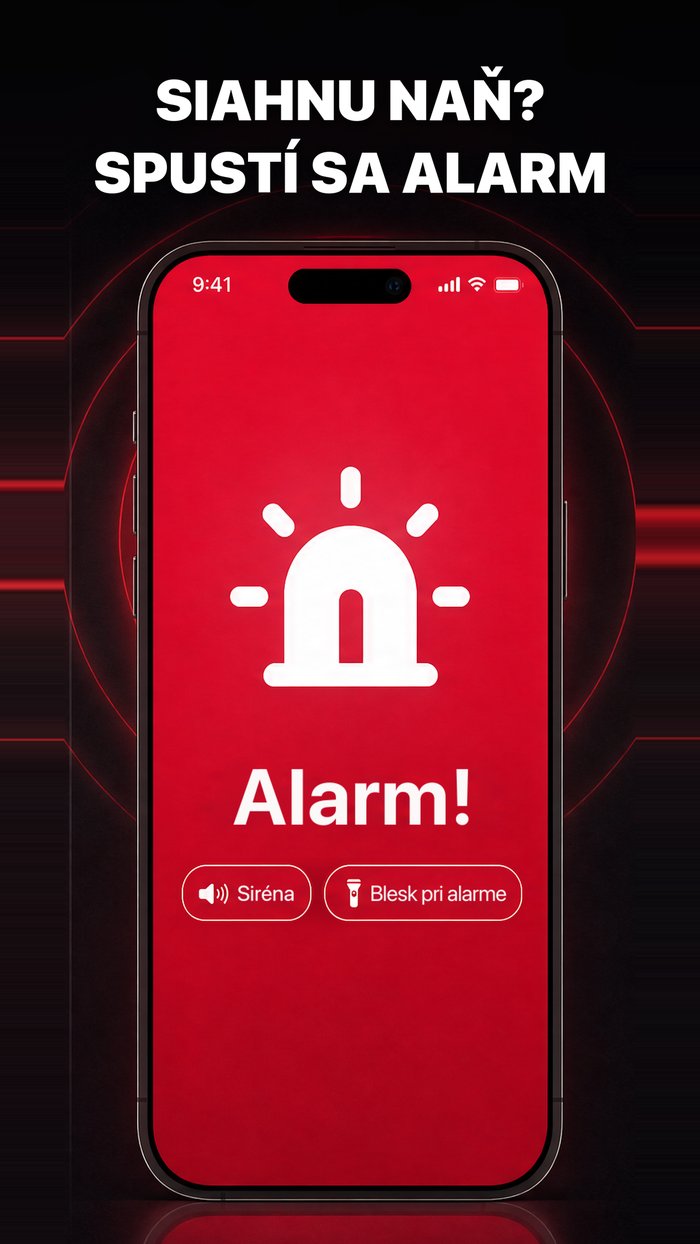 SIAHNU NAŇ?
SPUSTÍ SA ALARM
9:41
Alarm!
Siréna
Blesk pri alarme